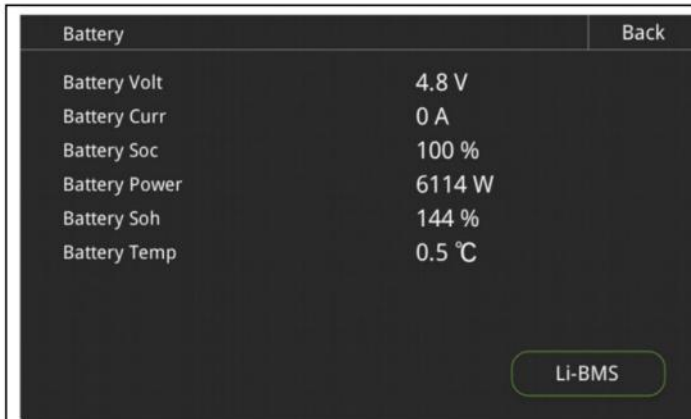 Battery Back
Battery Volt 4.8 V
Battery Curr 0 A
Battery Soc 100 %
Battery Power 6114 W
Battery Soh 144 %
Battery Temp 0.5 ℃
Li-BMS